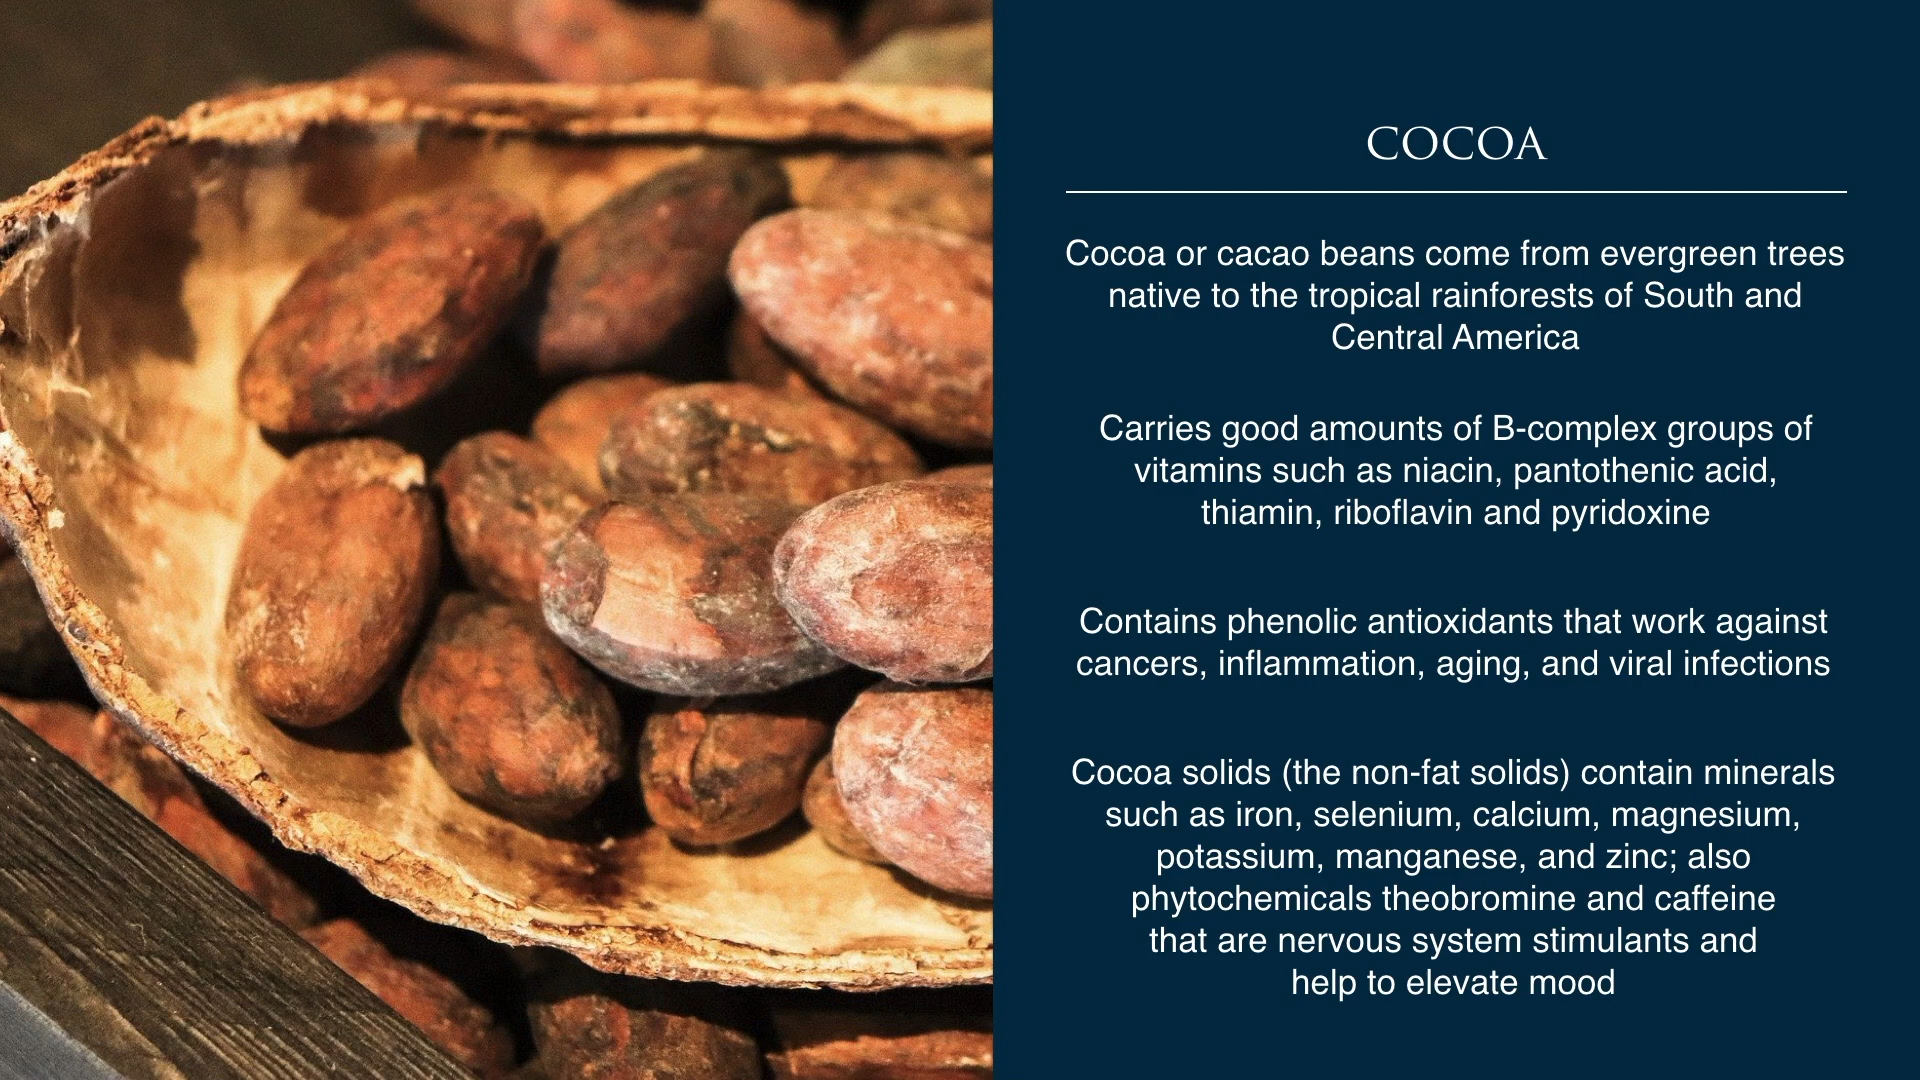 COCOA
Cocoa or cacao beans come from evergreen trees
native to the tropical rainforests of South and
Central America
Carries good amounts of B-complex groups of
vitamins such as niacin, pantothenic acid,
thiamin, riboflavin and pyridoxine
Contains phenolic antioxidants that work against
cancers, inflammation, aging, and viral infections
Cocoa solids (the non-fat solids) contain minerals
such as iron, selenium, calcium, magnesium,
potassium, manganese, and zinc; also
phytochemicals theobromine and caffeine
that are nervous system stimulants and
help to elevate mood